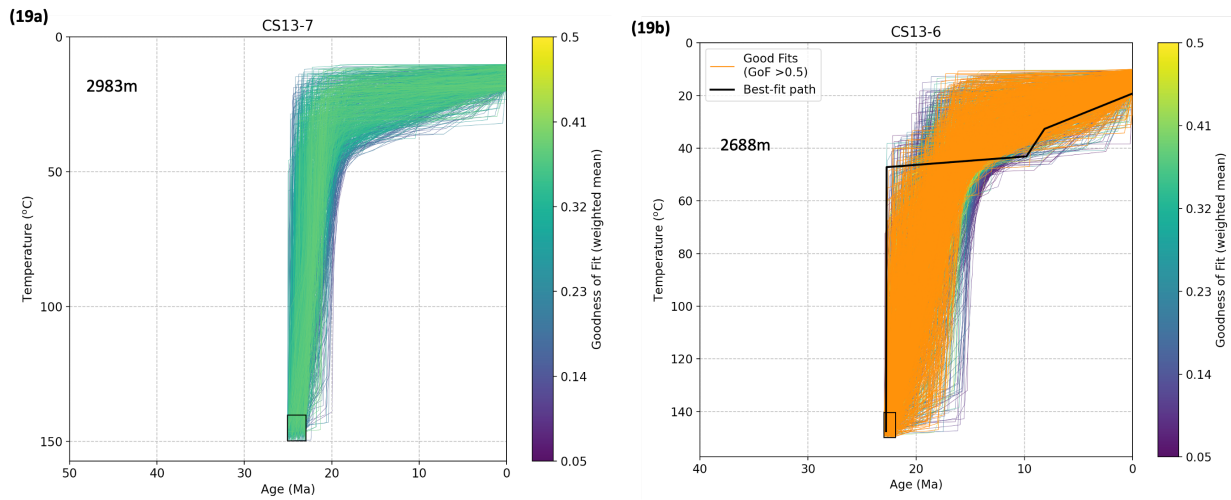 (19a)
CS13-7
2983m
0
50
100
150
Temperature (°C)
50
40
30
20
10
0
Age (Ma)
0.5
0.41
0.32
0.23
0.14
0.05
Goodness of Fit (weighted mean)
(19b)
CS13-6
Good Fits
(GoF >0.5)
Best-fit path
2688m
0
20
40
60
80
100
120
140
Temperature (°C)
40
30
20
10
0
Age (Ma)
0.5
0.41
0.32
0.23
0.14
0.05
Goodness of Fit (weighted mean)